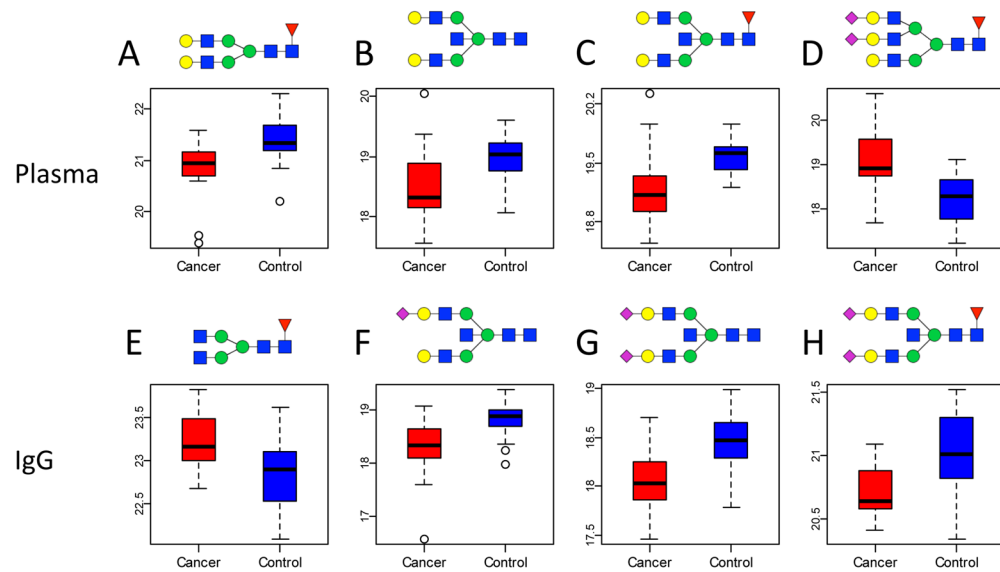 A B C D
Plasma
22
21
20
Cancer Control
20
19
18
Cancer Control
20.2
19.5
18.8
Cancer Control
20
19
18
Cancer Control
E F G H
IgG
23.5
23
22.5
Cancer Control
19
18
17
Cancer Control
19
18.5
18
17.5
Cancer Control
21.5
21
20.5
Cancer Control